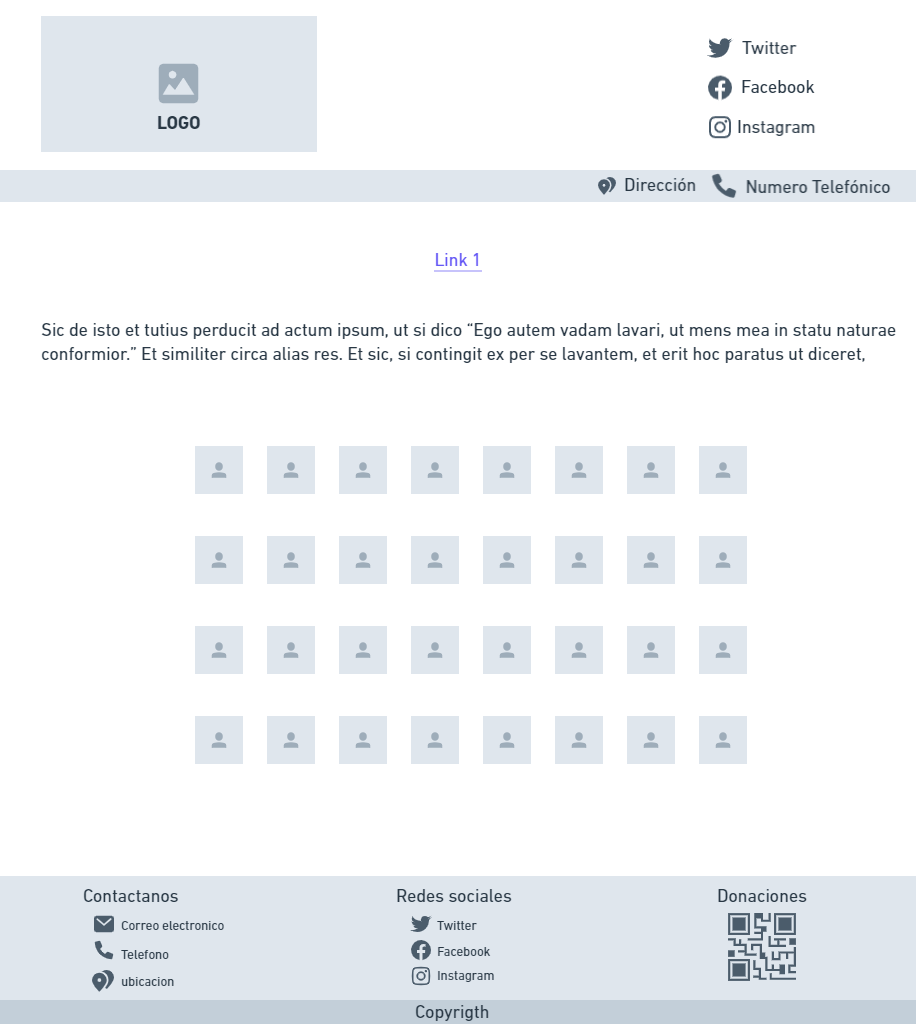 LOGO
Twitter
Facebook
Instagram
Dirección
Numero Telefónico
Link 1
Sic de isto et tutius perducit ad actum ipsum, ut si dico “Ego autem vadam lavari, ut mens mea in statu naturae
conformior.” Et similiter circa alias res. Et sic, si contingit ex per se lavantem, et erit hoc paratus ut diceret,
Contactanos
Correo electronico
Telefono
ubicacion
Redes sociales
Twitter
Facebook
Instagram
Donaciones
Copyrigth